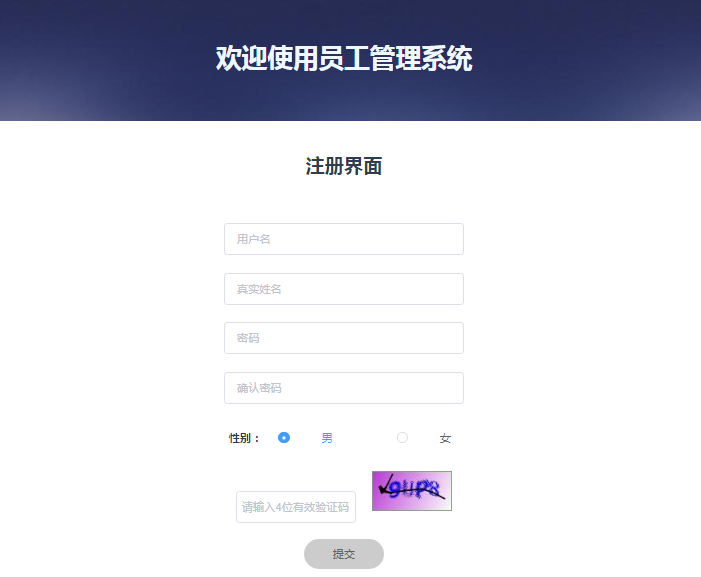 欢迎使用员工管理系统
注册界面
用户名
真实姓名
密码
确认密码
性别： 男 女
请输入4位有效验证码
提交